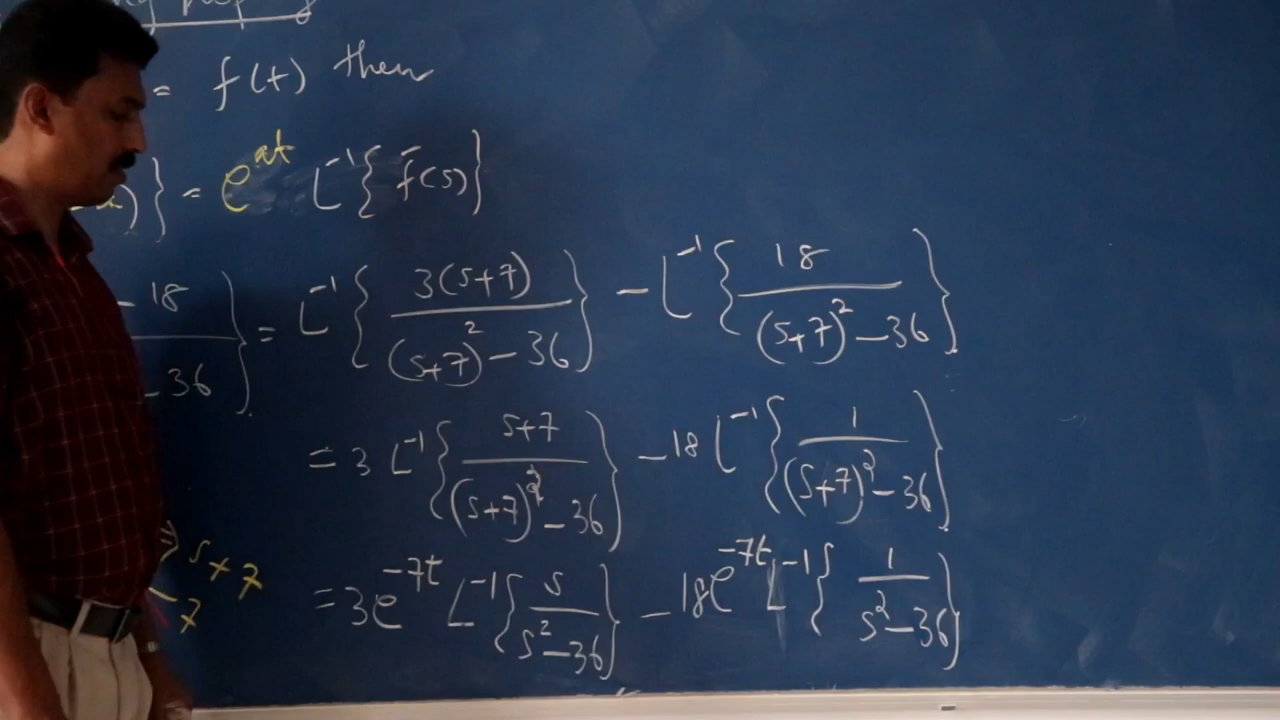 = f(t) then
)} = e^{at} L^{-1}{ f̄(s)}
-18 / -36 } = L^{-1}{ 3(s+7) / (s+7)^2 - 36 } - L^{-1}{ 18 / (s+7)^2 - 36 }
= 3 L^{-1}{ s+7 / (s+7)^2 - 36 } - 18 L^{-1}{ 1 / (s+7)^2 - 36 }
s+7
7
= 3e^{-7t} L^{-1}{ s / s^2 - 36 } - 18e^{-7t} L^{-1}{ 1 / s^2 - 36 }